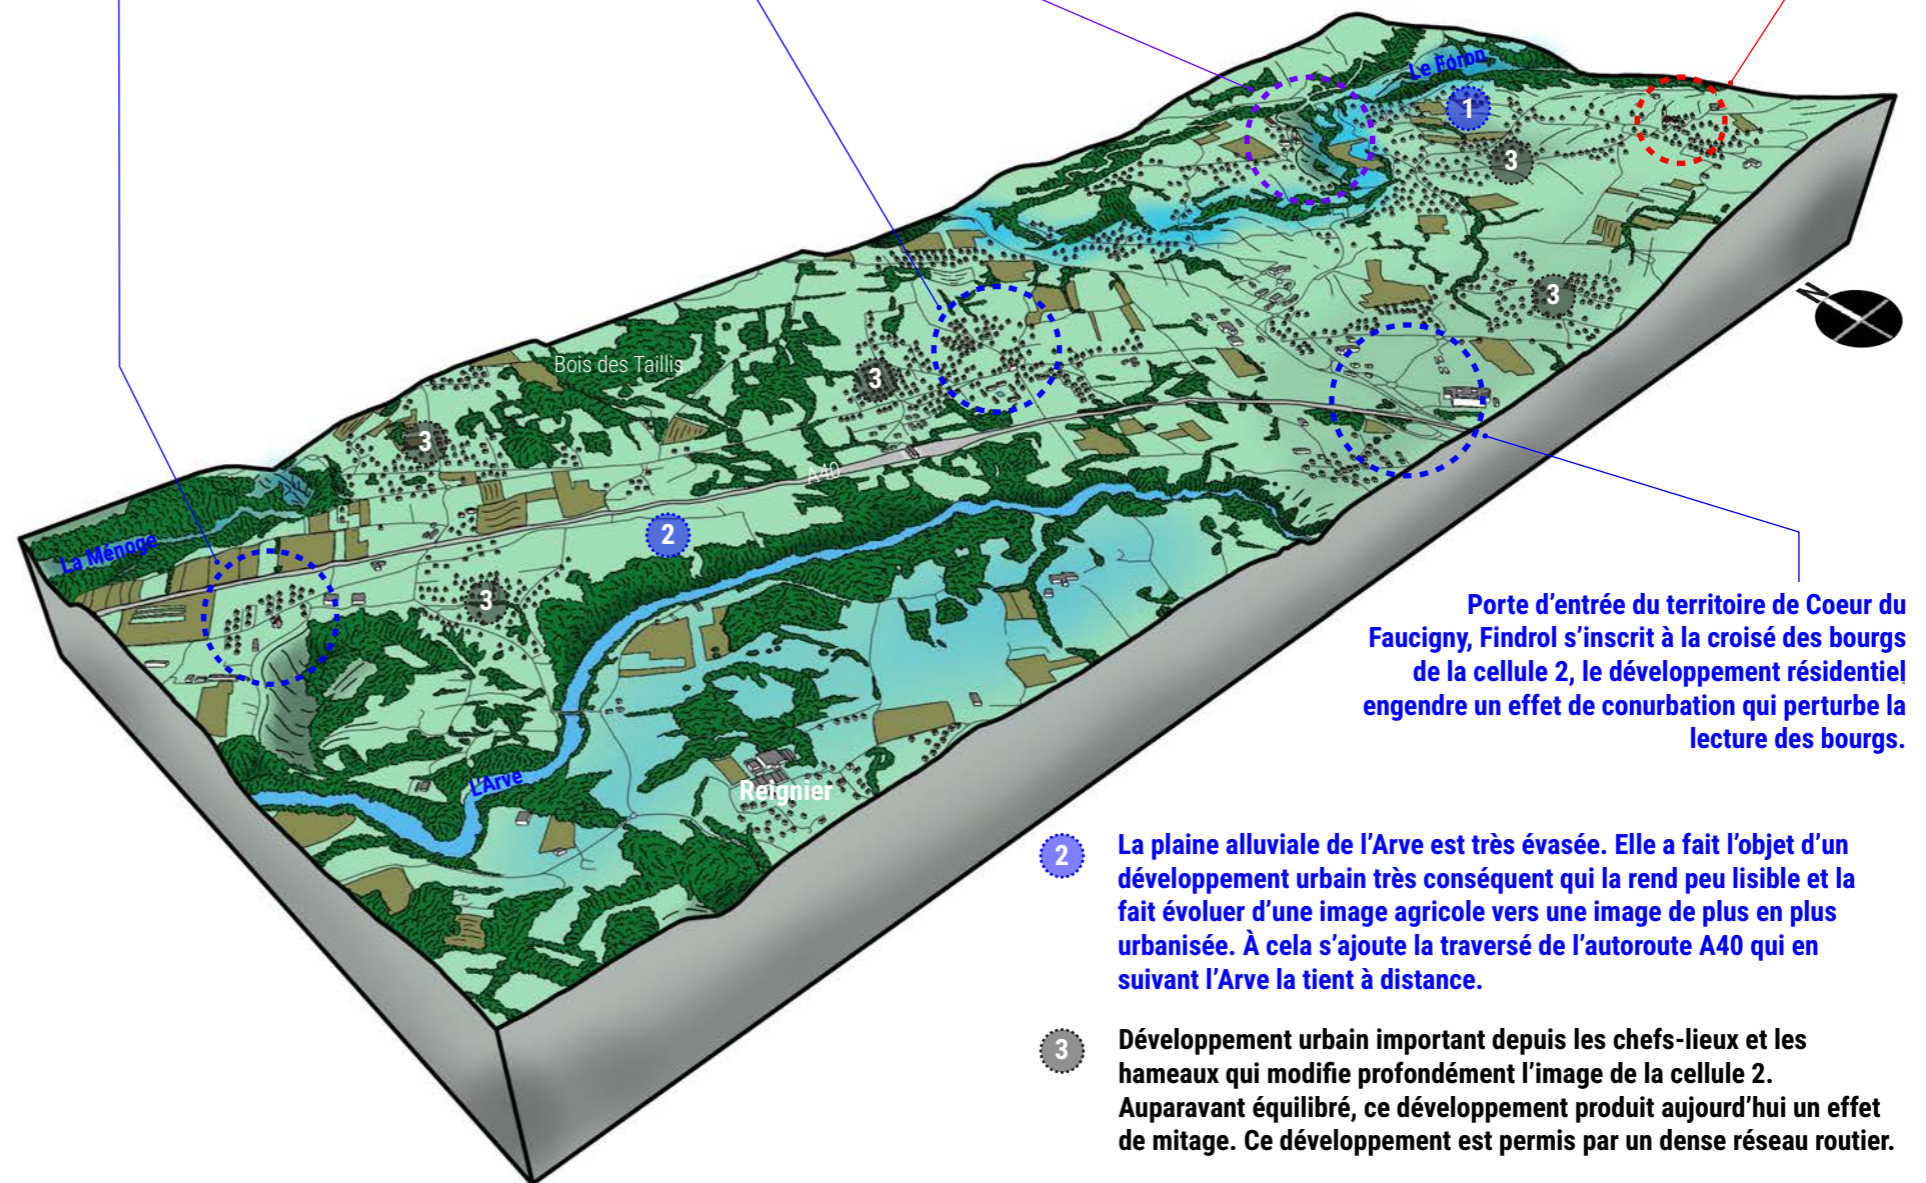 Le Foron
1
3
3
N
Bois des Taillis
3
3
A40
2
La Ménoge
3
L'Arve
Reignier
Porte d’entrée du territoire de Coeur du
Faucigny, Findrol s’inscrit à la croisé des bourgs
de la cellule 2, le développement résidentiel
engendre un effet de conurbation qui perturbe la
lecture des bourgs.
2
La plaine alluviale de l’Arve est très évasée. Elle a fait l’objet d’un
développement urbain très conséquent qui la rend peu lisible et la
fait évoluer d’une image agricole vers une image de plus en plus
urbanisée. À cela s’ajoute la traversé de l’autoroute A40 qui en
suivant l’Arve la tient à distance.
3
Développement urbain important depuis les chefs-lieux et les
hameaux qui modifie profondément l’image de la cellule 2.
Auparavant équilibré, ce développement produit aujourd’hui un effet
de mitage. Ce développement est permis par un dense réseau routier.